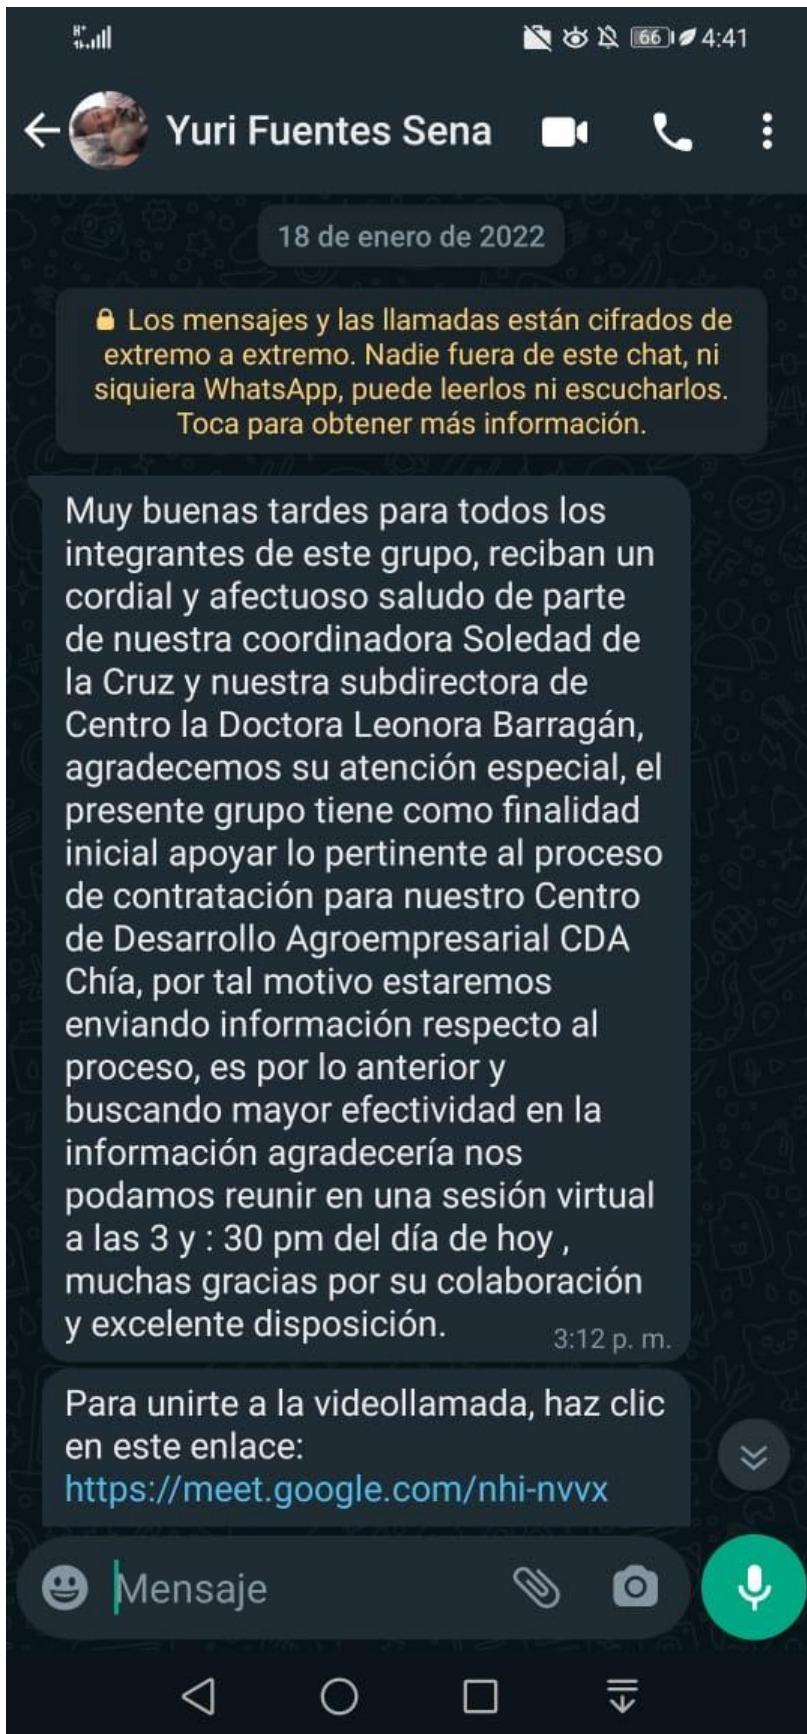 H+
66 4:41
Yuri Fuentes Sena
18 de enero de 2022
Los mensajes y las llamadas están cifrados de
extremo a extremo. Nadie fuera de este chat, ni
siquiera WhatsApp, puede leerlos ni escucharlos.
Toca para obtener más información.
Muy buenas tardes para todos los
integrantes de este grupo, reciban un
cordial y afectuoso saludo de parte
de nuestra coordinadora Soledad de
la Cruz y nuestra subdirectora de
Centro la Doctora Leonora Barragán,
agradecemos su atención especial, el
presente grupo tiene como finalidad
inicial apoyar lo pertinente al proceso
de contratación para nuestro Centro
de Desarrollo Agroempresarial CDA
Chía, por tal motivo estaremos
enviando información respecto al
proceso, es por lo anterior y
buscando mayor efectividad en la
información agradecería nos
podamos reunir en una sesión virtual
a las 3 y : 30 pm del día de hoy ,
muchas gracias por su colaboración
y excelente disposición.
3:12 p. m.
Para unirte a la videollamada, haz clic
en este enlace:
https://meet.google.com/nhi-nvvx
Mensaje